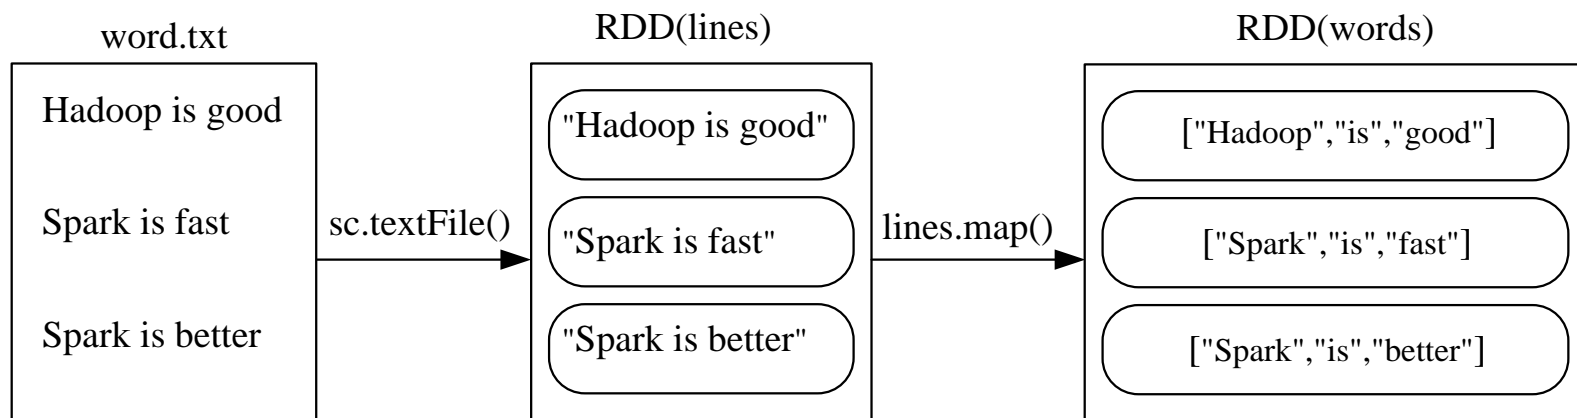 word.txt
Hadoop is good
Spark is fast
Spark is better
sc.textFile()
RDD(lines)
"Hadoop is good"
"Spark is fast"
"Spark is better"
lines.map()
RDD(words)
["Hadoop","is","good"]
["Spark","is","fast"]
["Spark","is","better"]